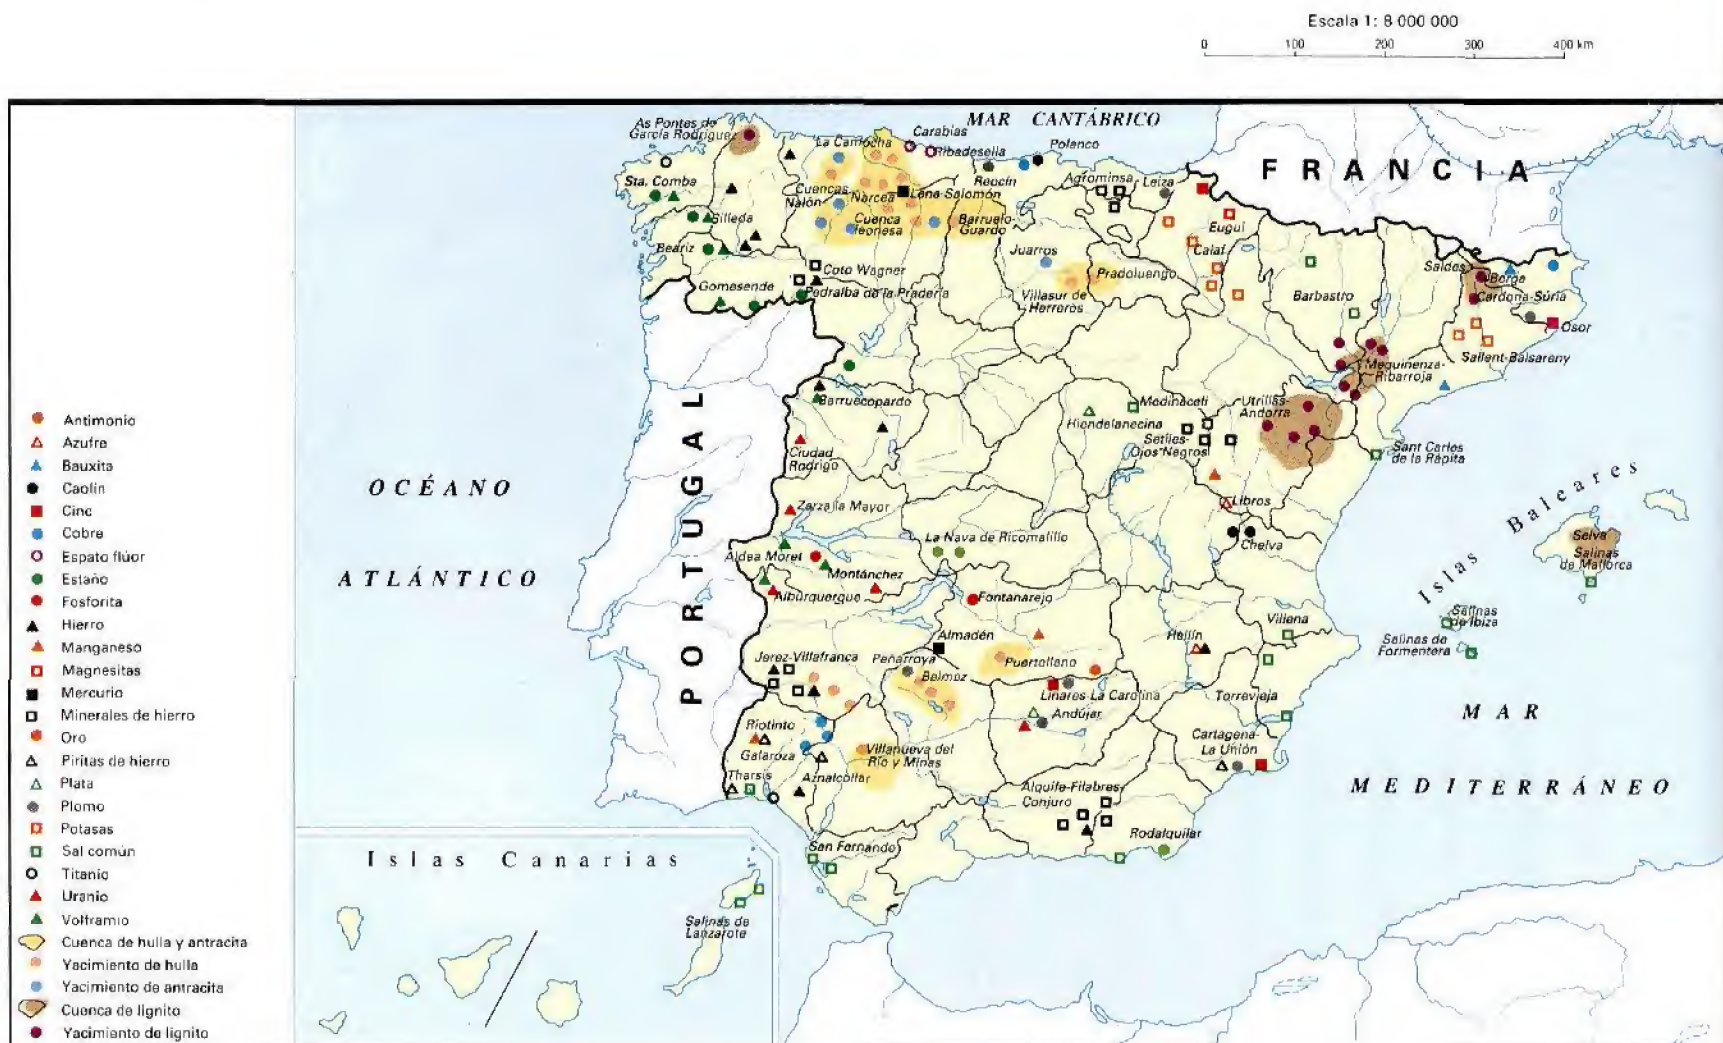 Escala 1: 8 000 000
0 100 200 300 400 km
MAR CANTÁBRICO
FRANCIA
PORTUGAL
OCÉANO
ATLÁNTICO
MAR
MEDITERRÁNEO
Islas Baleares
Islas Canarias
As Pontes de
García Rodríguez
Sta. Comba
Silleda
Beariz
Gomesende
La Camocha
Carabias
Ribadesella
Cuencas
Nalón
Narcea
Lena-Salomón
Cuenca
leonesa
Barruelo-
Guardo
Coto Wagner
Pedralba de la Pradería
Reocín
Polanco
Agrominsa
Leiza
Juarros
Villasur de
Herreros
Pradoluengo
Eugui
Calaf
Barbastro
Saldes
Berga
Cardona-Súria
Osor
Sallent-Balsareny
Mequinenza-
Ribarroja
Utrillas-
Andorra
Sant Carles
de la Ràpita
Medinaceli
Hiendelaencina
Setiles-
Ojos Negros
Libros
Chelva
Barruecopardo
Ciudad
Rodrigo
Zarza la Mayor
Aldea Moret
Montánchez
Alburquerque
La Nava de Ricomalillo
Fontanarejo
Almadén
Puertollano
Peñarroya
Belmez
Jerez-Villafranca
Linares-La Carolina
Andújar
Hellín
Villena
Torrevieja
Cartagena-
La Unión
Riotinto
Galaroza
Tharsis
Aznalcóllar
Villanueva del
Río y Minas
Alquife-Filabres-
Conjuro
Rodalquilar
San Fernando
Selva
Salinas
de Mallorca
Salinas
de Ibiza
Salinas de
Formentera
Salinas de
Lanzarote
Antimonio
Azufre
Bauxita
Caolín
Cinc
Cobre
Espato flúor
Estaño
Fosforita
Hierro
Manganeso
Magnesitas
Mercurio
Minerales de hierro
Oro
Piritas de hierro
Plata
Plomo
Potasas
Sal común
Titanio
Uranio
Volframio
Cuenca de hulla y antracita
Yacimiento de hulla
Yacimiento de antracita
Cuenca de lignito
Yacimiento de lignito